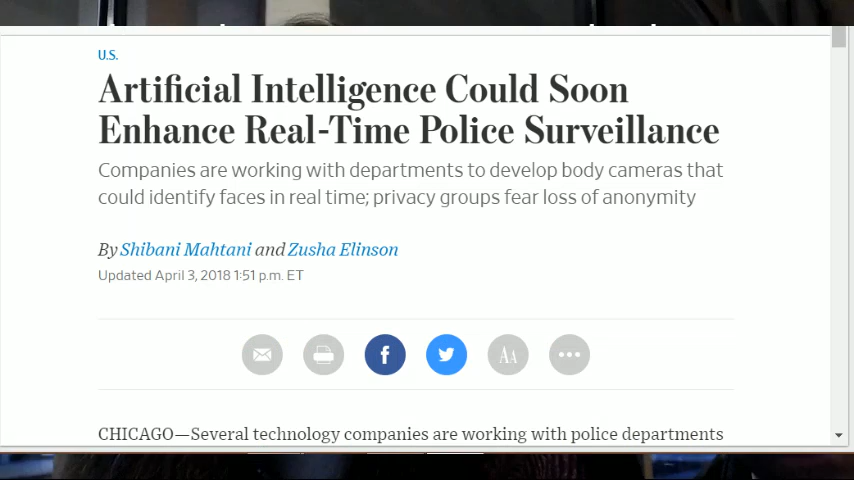 U.S.
Artificial Intelligence Could Soon
Enhance Real-Time Police Surveillance
Companies are working with departments to develop body cameras that
could identify faces in real time; privacy groups fear loss of anonymity
By Shibani Mahtani and Zusha Elinson
Updated April 3, 2018 1:51 p.m. ET
f
AA
CHICAGO—Several technology companies are working with police departments